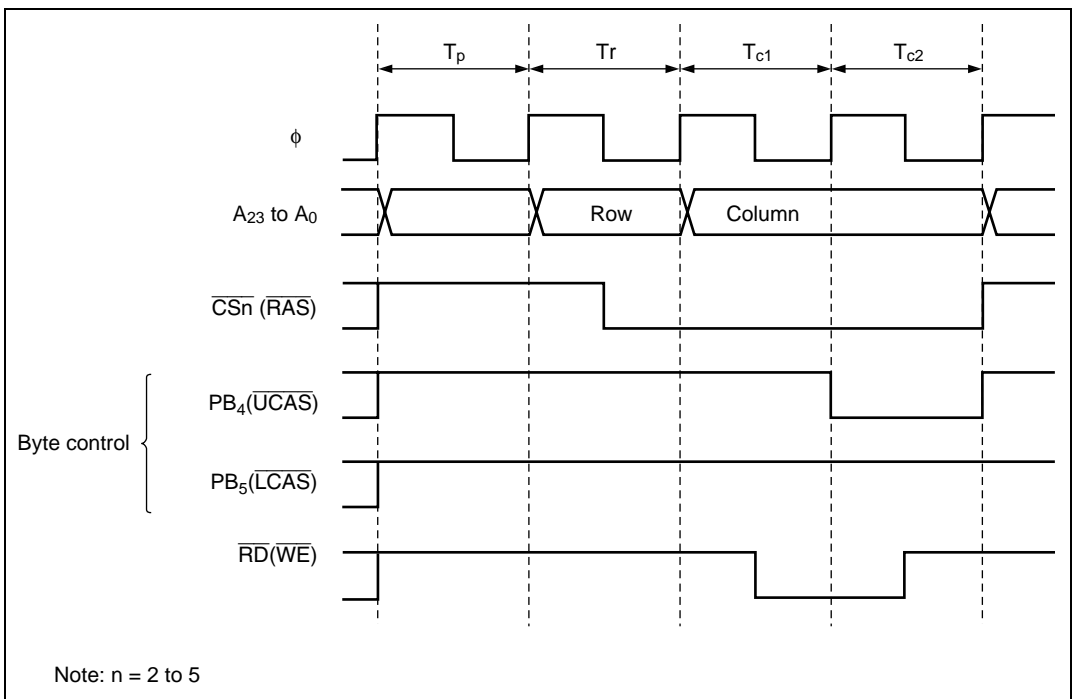 Tp Tr Tc1 Tc2
φ
A23 to A0 Row Column
CSn (RAS)
PB4(UCAS)
Byte control
PB5(LCAS)
RD(WE)
Note: n = 2 to 5